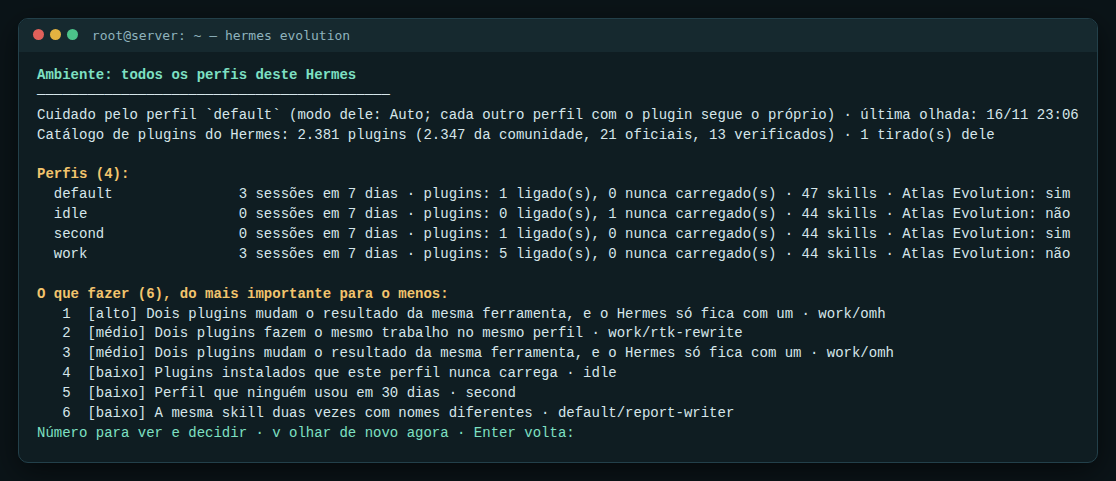 root@server: ~ — hermes evolution
Ambiente: todos os perfis deste Hermes
──────────────────────────────────────────
Cuidado pelo perfil `default` (modo dele: Auto; cada outro perfil com o plugin segue o próprio) · última olhada: 16/11 23:06
Catálogo de plugins do Hermes: 2.381 plugins (2.347 da comunidade, 21 oficiais, 13 verificados) · 1 tirado(s) dele
Perfis (4):
default 3 sessões em 7 dias · plugins: 1 ligado(s), 0 nunca carregado(s) · 47 skills · Atlas Evolution: sim
idle 0 sessões em 7 dias · plugins: 0 ligado(s), 1 nunca carregado(s) · 44 skills · Atlas Evolution: não
second 0 sessões em 7 dias · plugins: 1 ligado(s), 0 nunca carregado(s) · 44 skills · Atlas Evolution: sim
work 3 sessões em 7 dias · plugins: 5 ligado(s), 0 nunca carregado(s) · 44 skills · Atlas Evolution: não
O que fazer (6), do mais importante para o menos:
1 [alto] Dois plugins mudam o resultado da mesma ferramenta, e o Hermes só fica com um · work/omh
2 [médio] Dois plugins fazem o mesmo trabalho no mesmo perfil · work/rtk-rewrite
3 [médio] Dois plugins mudam o resultado da mesma ferramenta, e o Hermes só fica com um · work/omh
4 [baixo] Plugins instalados que este perfil nunca carrega · idle
5 [baixo] Perfil que ninguém usou em 30 dias · second
6 [baixo] A mesma skill duas vezes com nomes diferentes · default/report-writer
Número para ver e decidir · v olhar de novo agora · Enter volta: